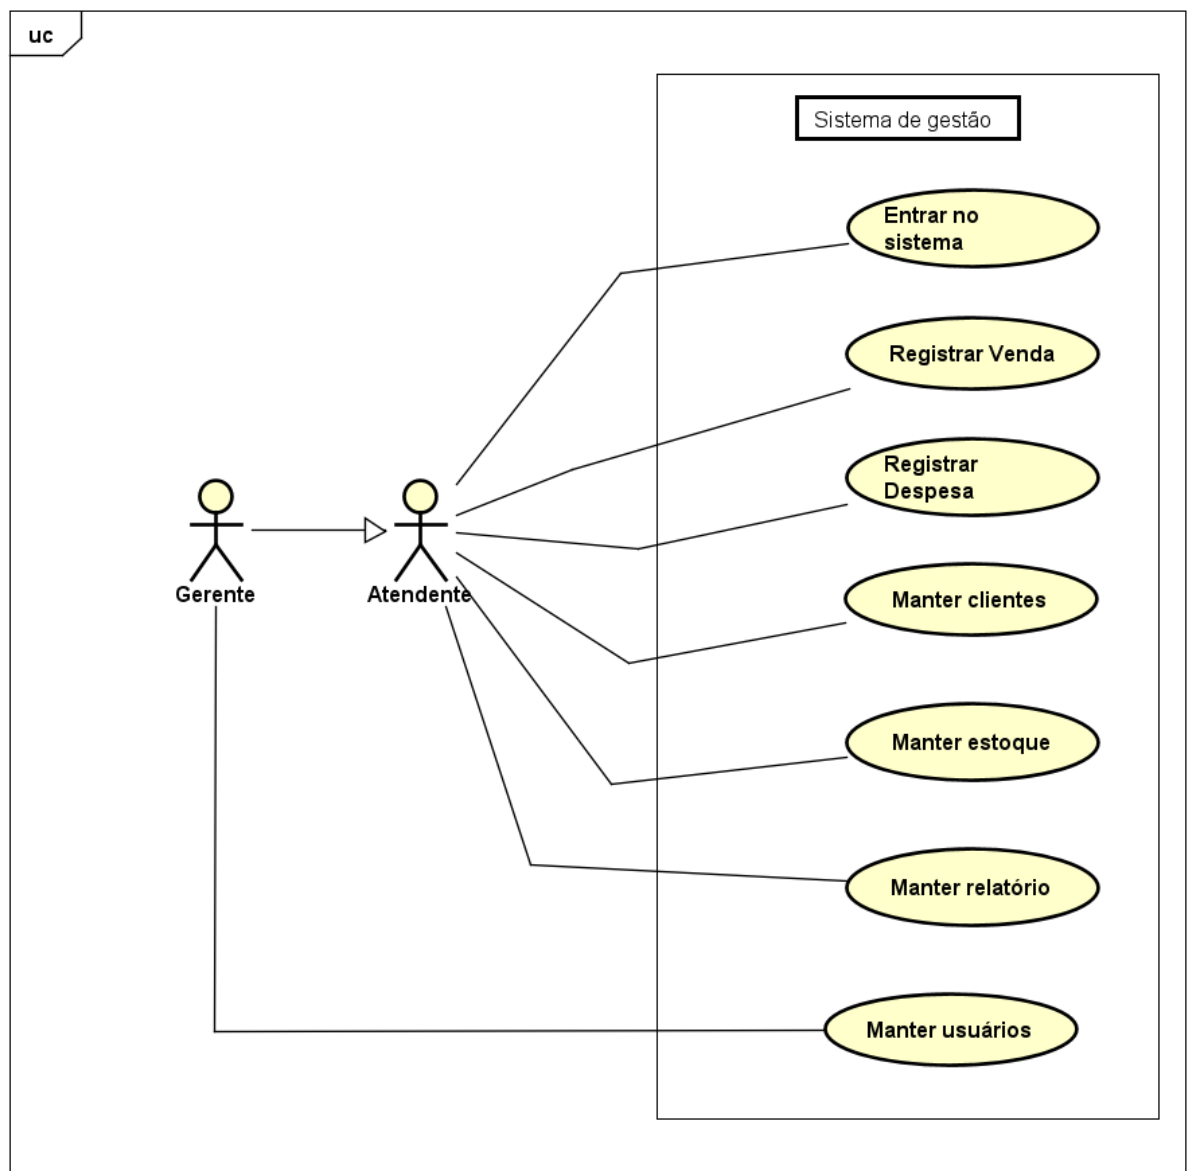 uc
Sistema de gestão
Entrar no
sistema
Registrar Venda
Registrar
Despesa
Gerente
Atendente
Manter clientes
Manter estoque
Manter relatório
Manter usuários